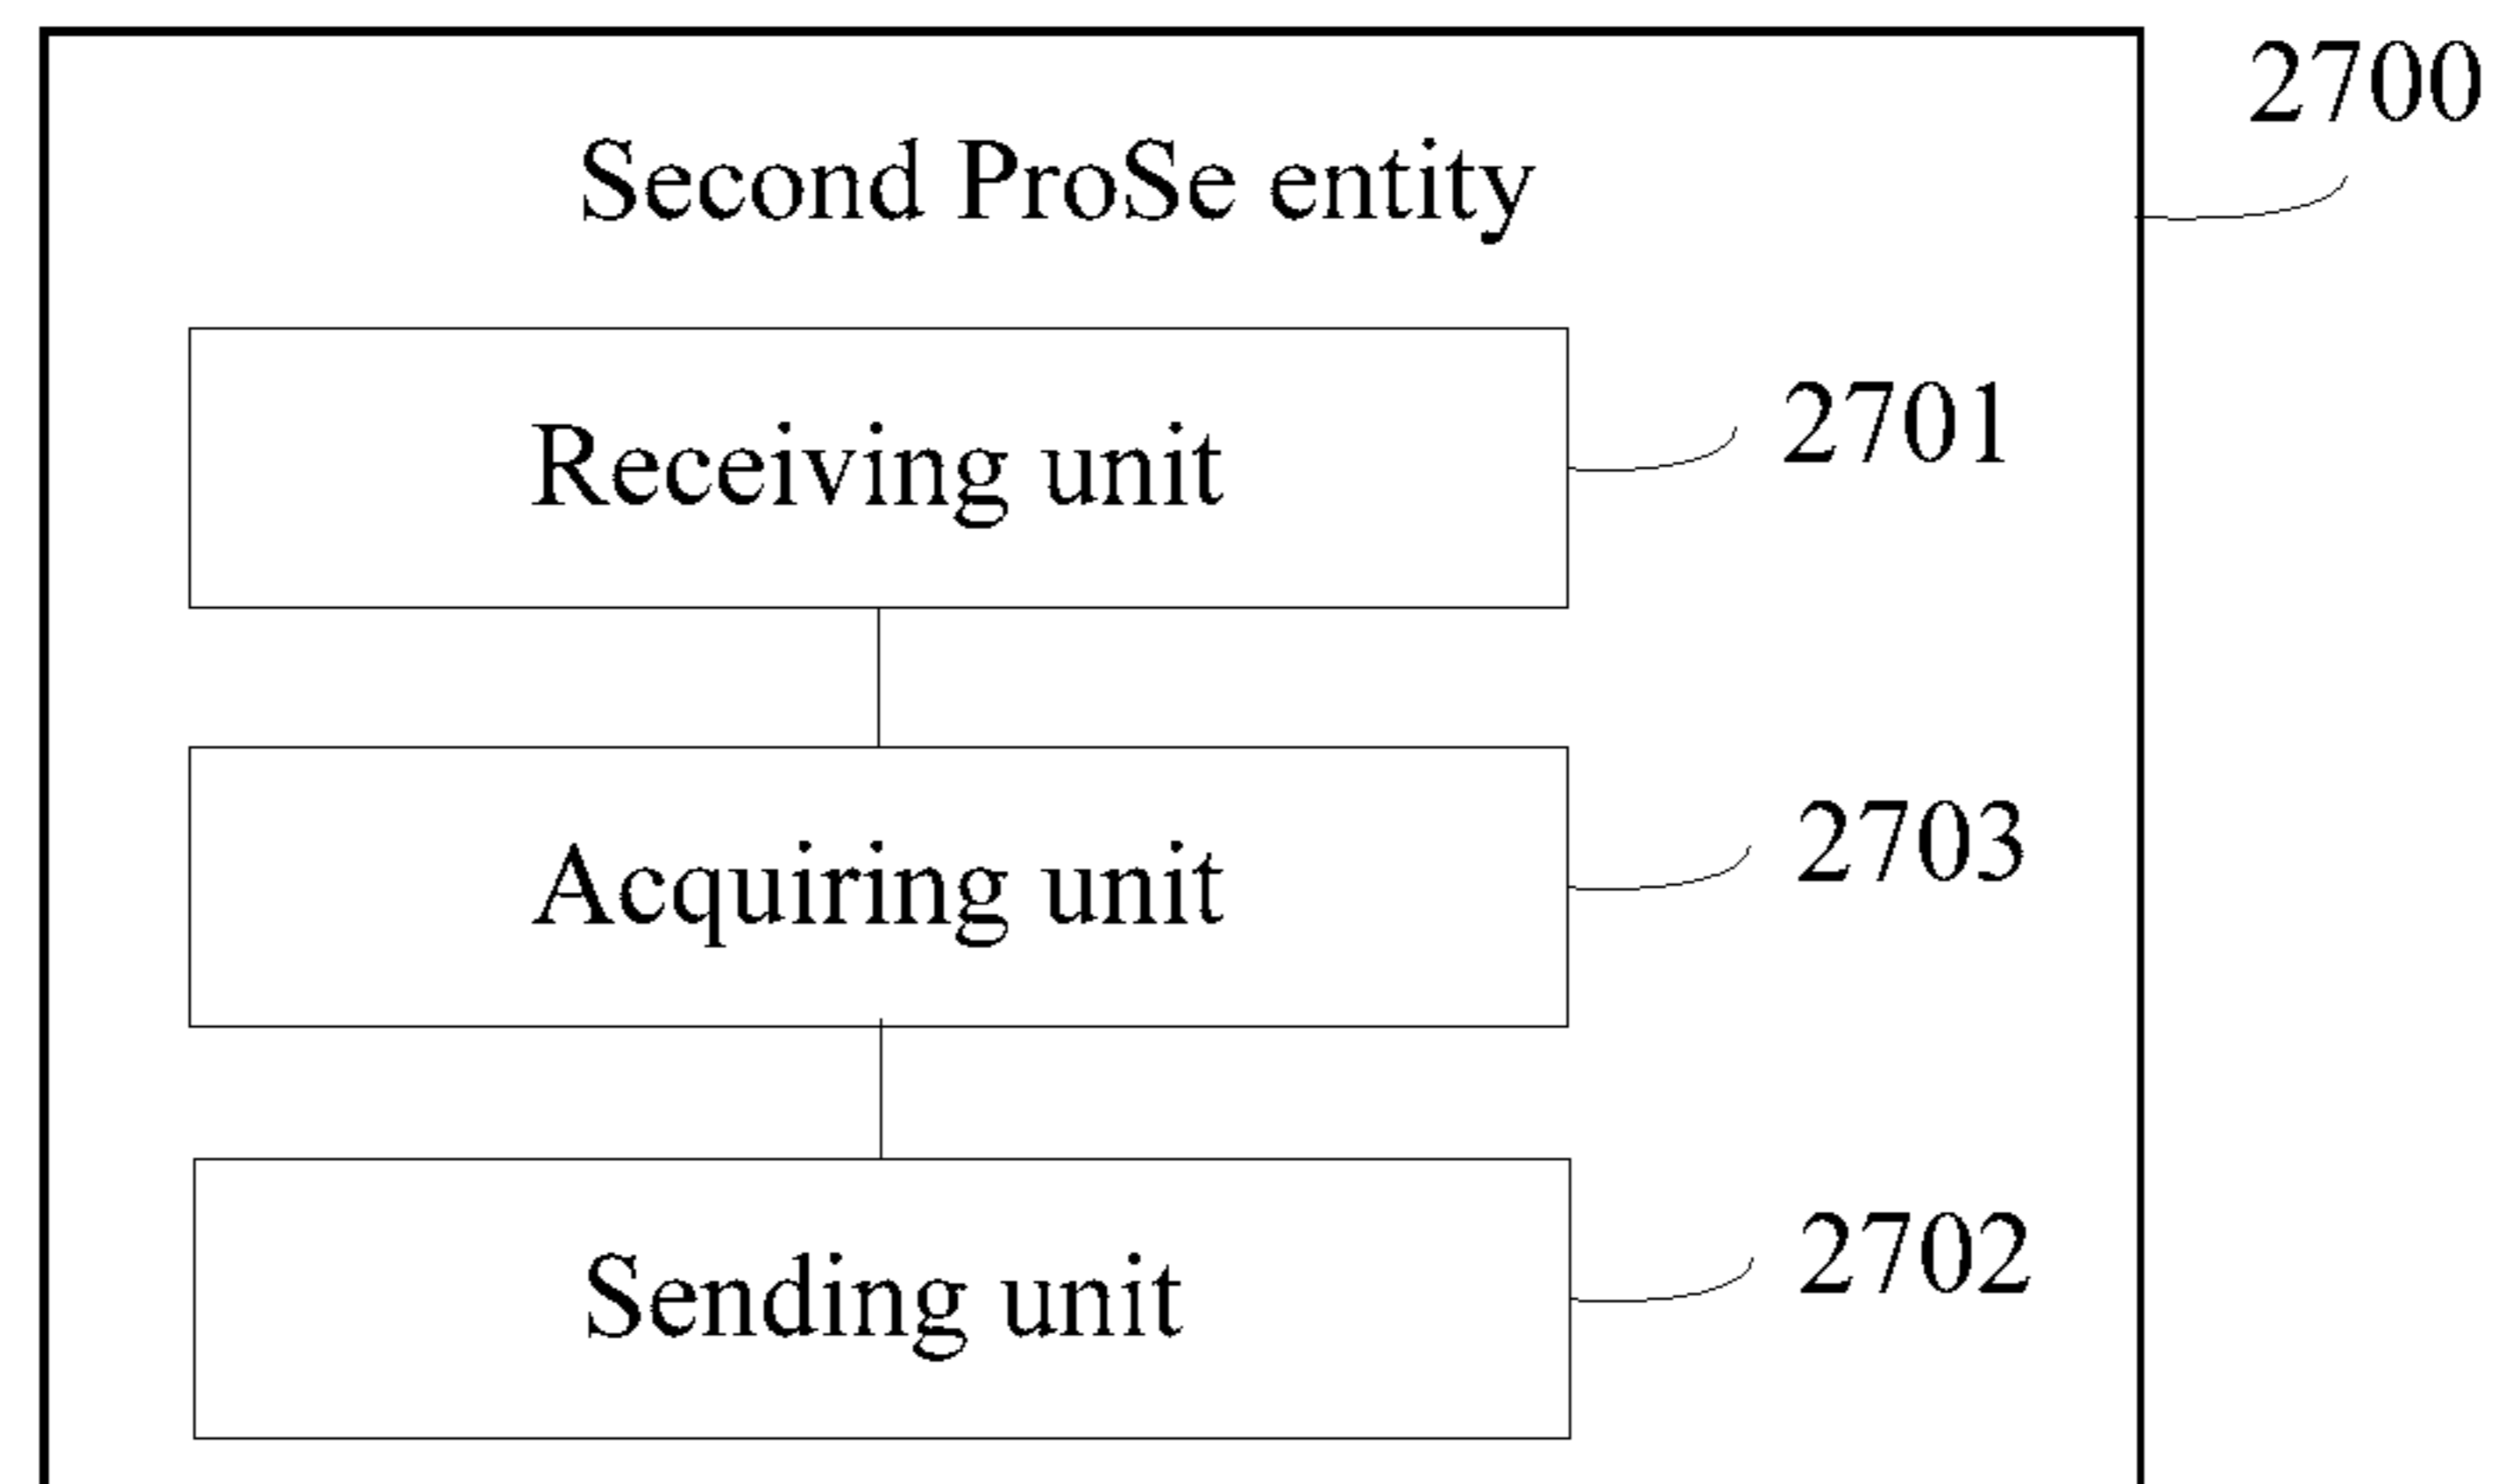 2700
Second ProSe entity
Receiving unit
2701
Acquiring unit
2703
Sending unit
2702